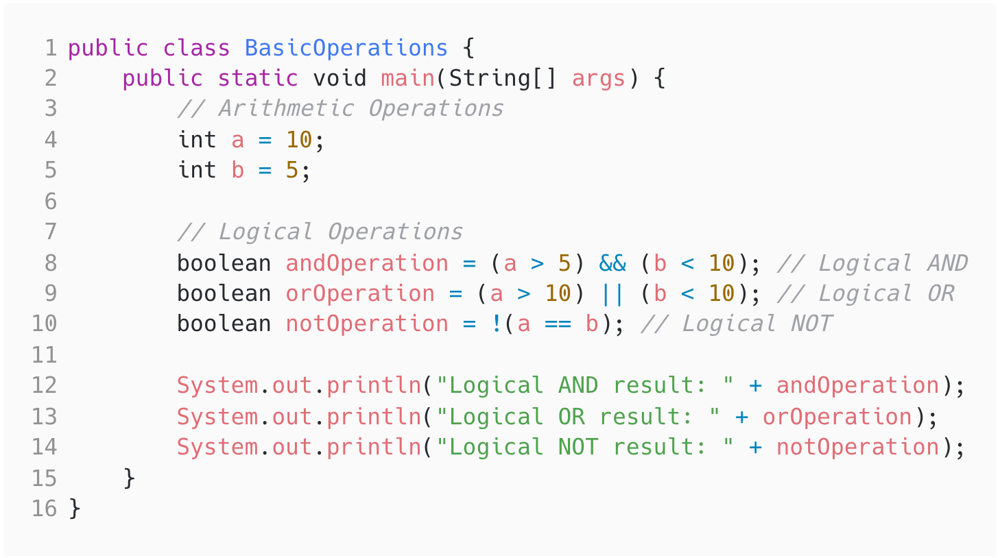 1 public class BasicOperations {
2     public static void main(String[] args) {
3         // Arithmetic Operations
4         int a = 10;
5         int b = 5;
6
7         // Logical Operations
8         boolean andOperation = (a > 5) && (b < 10); // Logical AND
9         boolean orOperation = (a > 10) || (b < 10); // Logical OR
10         boolean notOperation = !(a == b); // Logical NOT
11
12         System.out.println("Logical AND result: " + andOperation);
13         System.out.println("Logical OR result: " + orOperation);
14         System.out.println("Logical NOT result: " + notOperation);
15     }
16 }